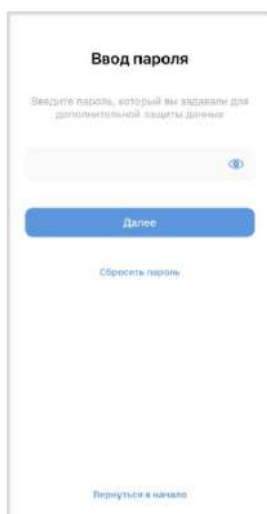 Ввод пароля
Введите пароль, который вы задавали для
дополнительной защиты данных
Далее
Сбросить пароль
Вернуться в начало